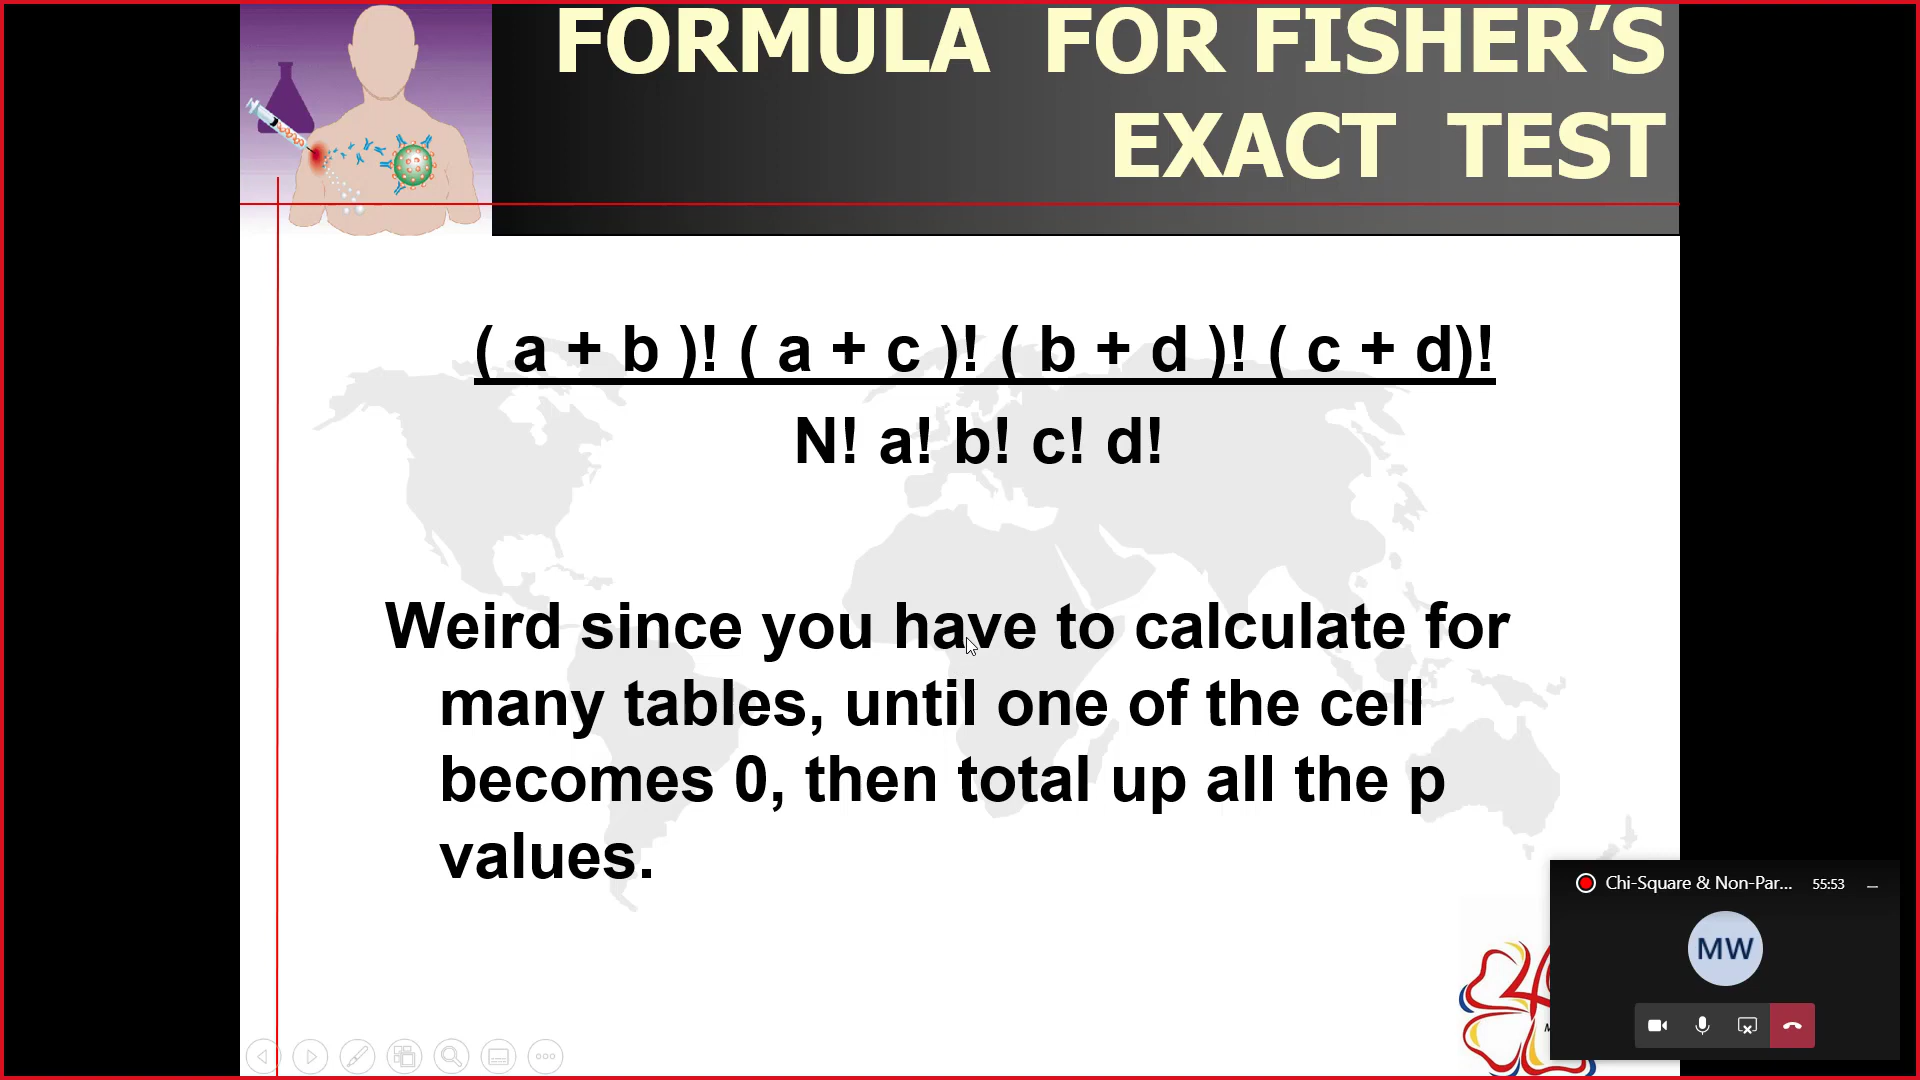 FORMULA FOR FISHER’S
EXACT TEST
( a + b )! ( a + c )! ( b + d )! ( c + d)!
N! a! b! c! d!
Weird since you have to calculate for
many tables, until one of the cell
becomes 0, then total up all the p
values.
Chi-Square & Non-Par... 55:53
MW